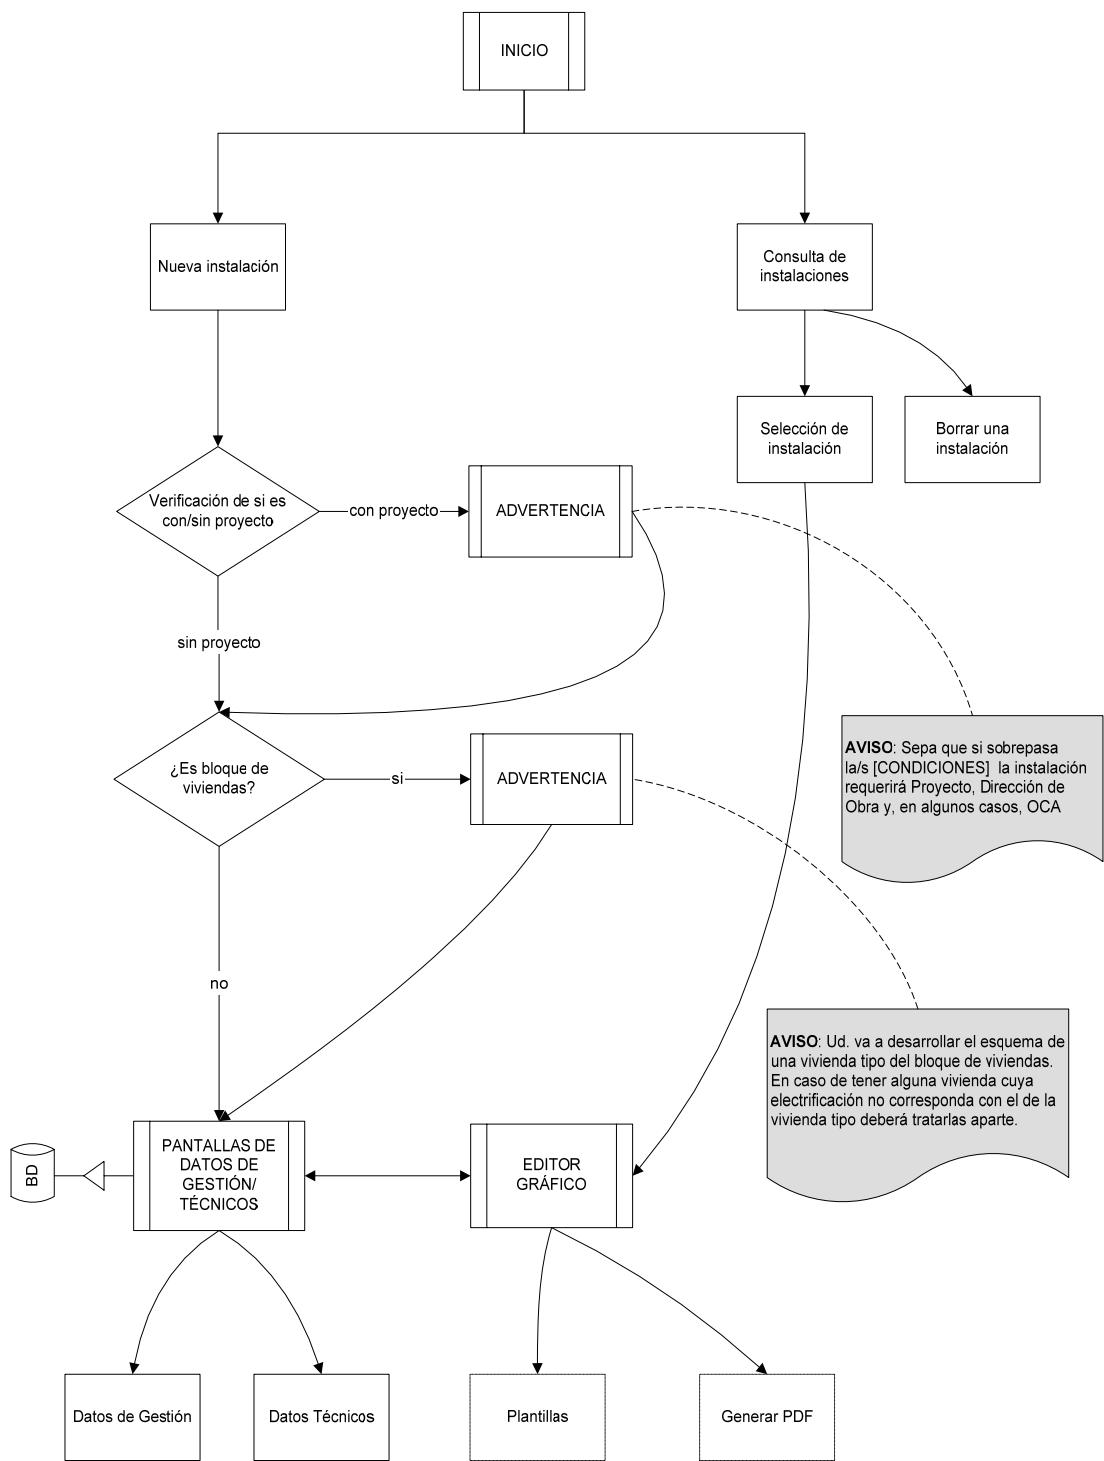 INICIO
Nueva instalación
Consulta de
instalaciones
Selección de
instalación
Borrar una
instalación
Verificación de si es
con/sin proyecto
con proyecto
ADVERTENCIA
sin proyecto
¿Es bloque de
viviendas?
si
ADVERTENCIA
AVISO: Sepa que si sobrepasa
la/s [CONDICIONES] la instalación
requerirá Proyecto, Dirección de
Obra y, en algunos casos, OCA
no
AVISO: Ud. va a desarrollar el esquema de
una vivienda tipo del bloque de viviendas.
En caso de tener alguna vivienda cuya
electrificación no corresponda con el de la
vivienda tipo deberá tratarlas aparte.
BD
PANTALLAS DE
DATOS DE
GESTIÓN/
TÉCNICOS
EDITOR
GRÁFICO
Datos de Gestión
Datos Técnicos
Plantillas
Generar PDF